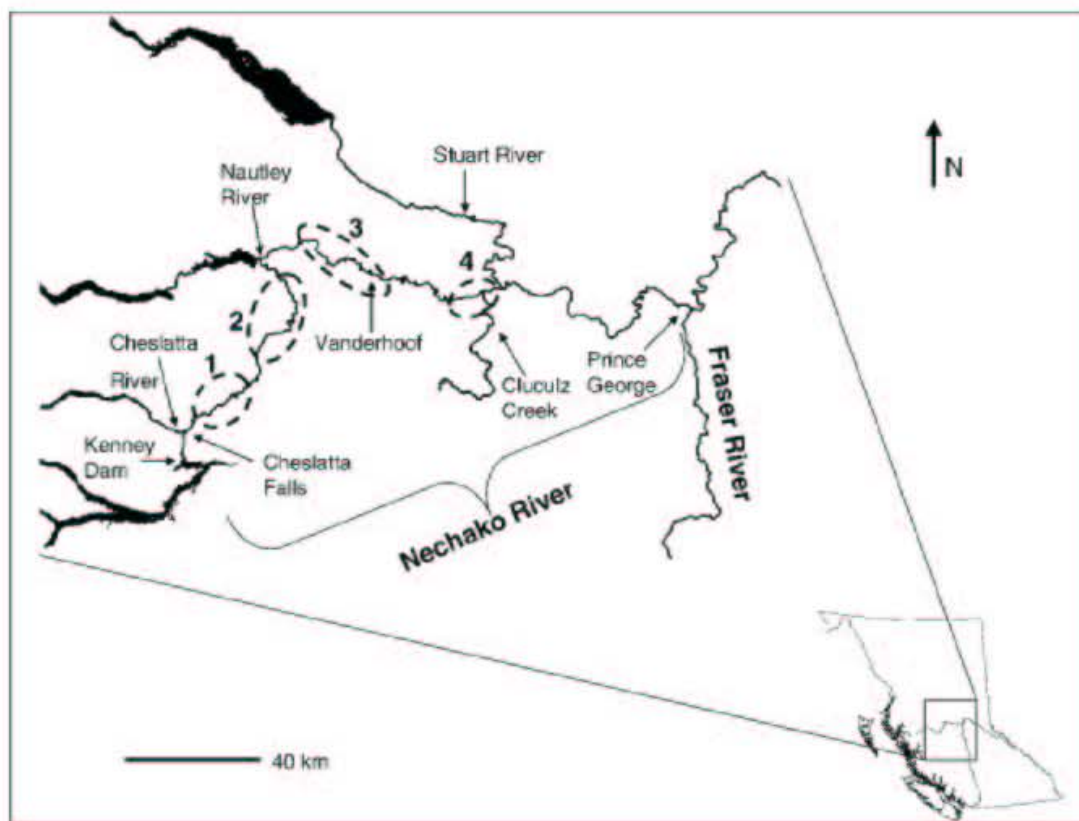 N
Stuart River
Nautley
River
3
4
2
Vanderhoof
Cheslatta
River
1
Cluculz
Creek
Prince
George
Fraser River
Kenney
Dam
Cheslatta
Falls
Nechako River
40 km